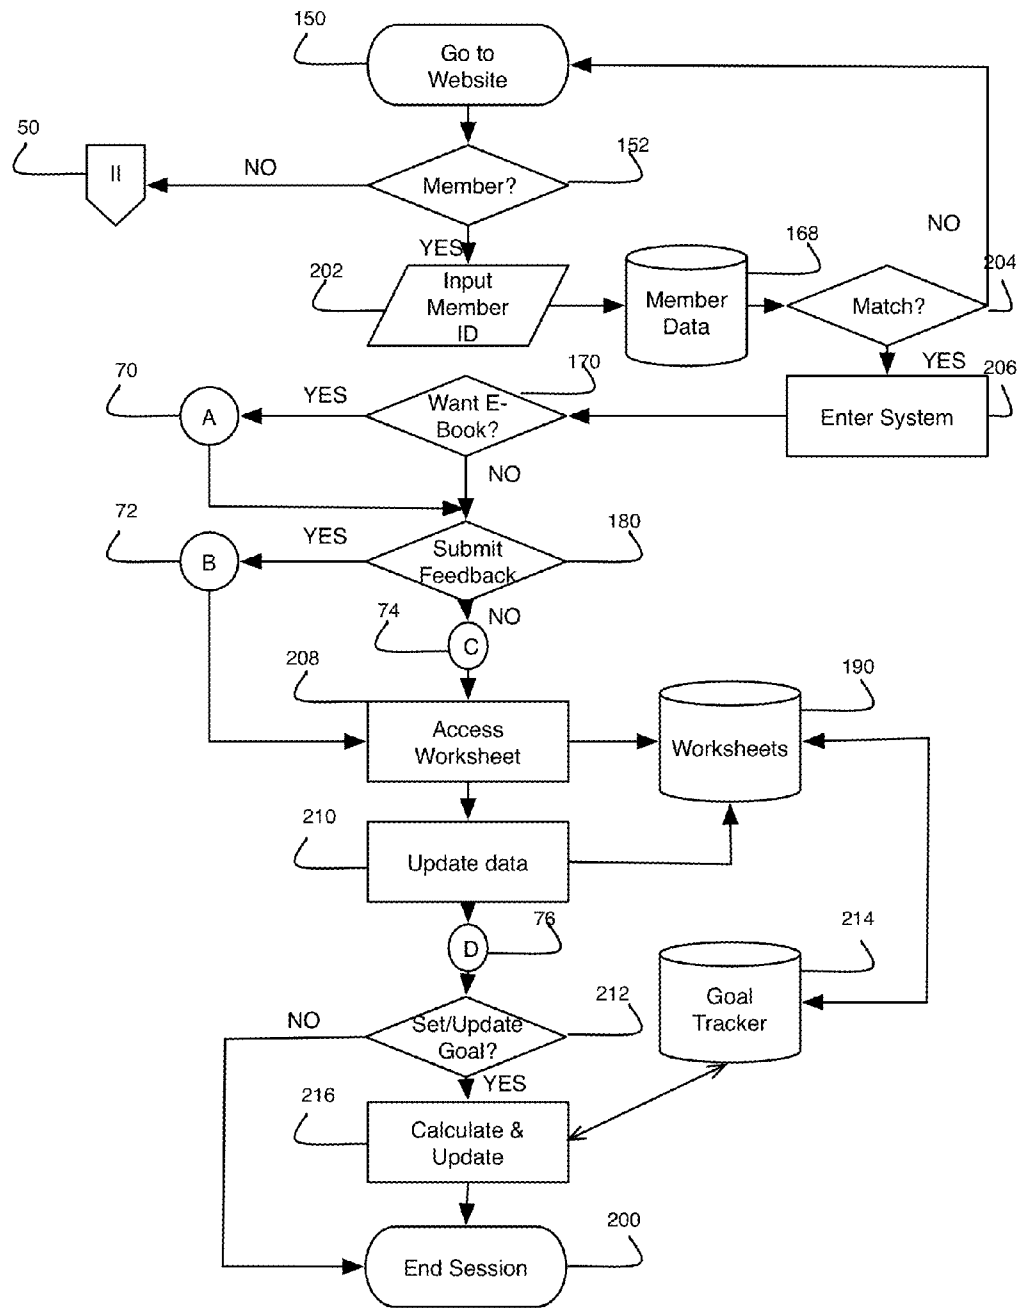 150
Go to
Website
50
II
NO
152
Member?
YES
NO
202
Input
Member
ID
168
Member
Data
204
Match?
YES
206
Enter System
170
Want E-
Book?
YES
70
A
NO
72
B
YES
180
Submit
Feedback
74
C
NO
208
Access
Worksheet
190
Worksheets
210
Update data
76
D
214
Goal
Tracker
212
Set/Update
Goal?
NO
YES
216
Calculate &
Update
200
End Session